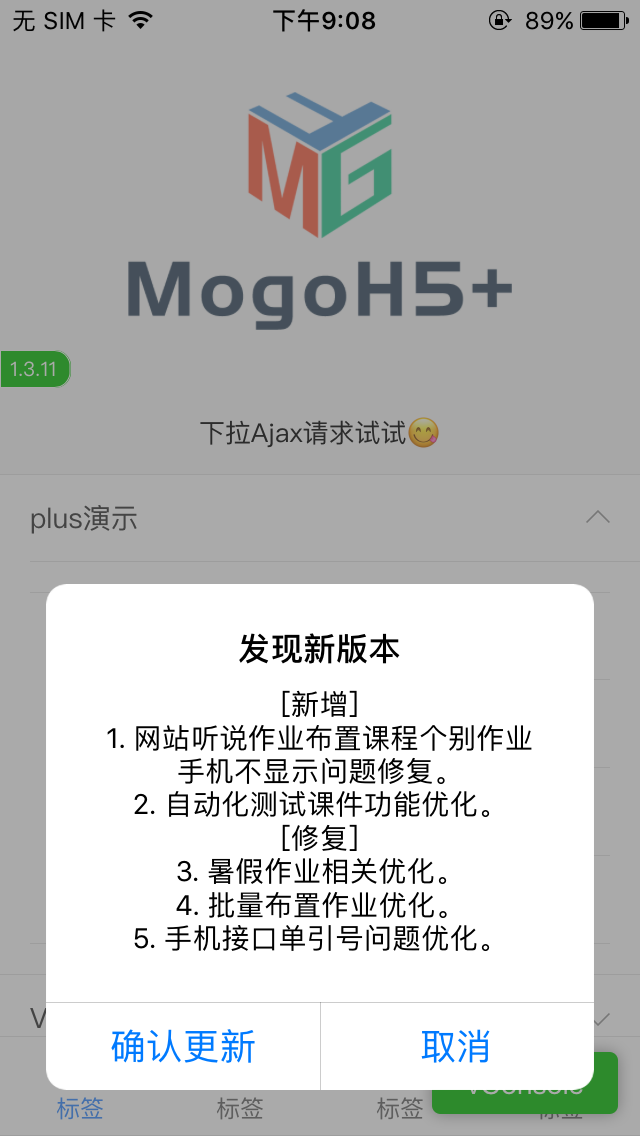 无 SIM 卡
下午9:08
89%
MG
MogoH5+
1.3.11
下拉Ajax请求试试😋
plus演示
发现新版本
[新增]
1. 网站听说作业布置课程个别作业
手机不显示问题修复。
2. 自动化测试课件功能优化。
[修复]
3. 暑假作业相关优化。
4. 批量布置作业优化。
5. 手机接口单引号问题优化。
V
确认更新
取消
vConsole
标签
标签
标签
标签